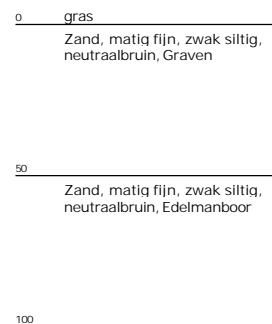 0 gras
Zand, matig fijn, zwak siltig,
neutraalbruin, Graven
50
Zand, matig fijn, zwak siltig,
neutraalbruin, Edelmanboor
100